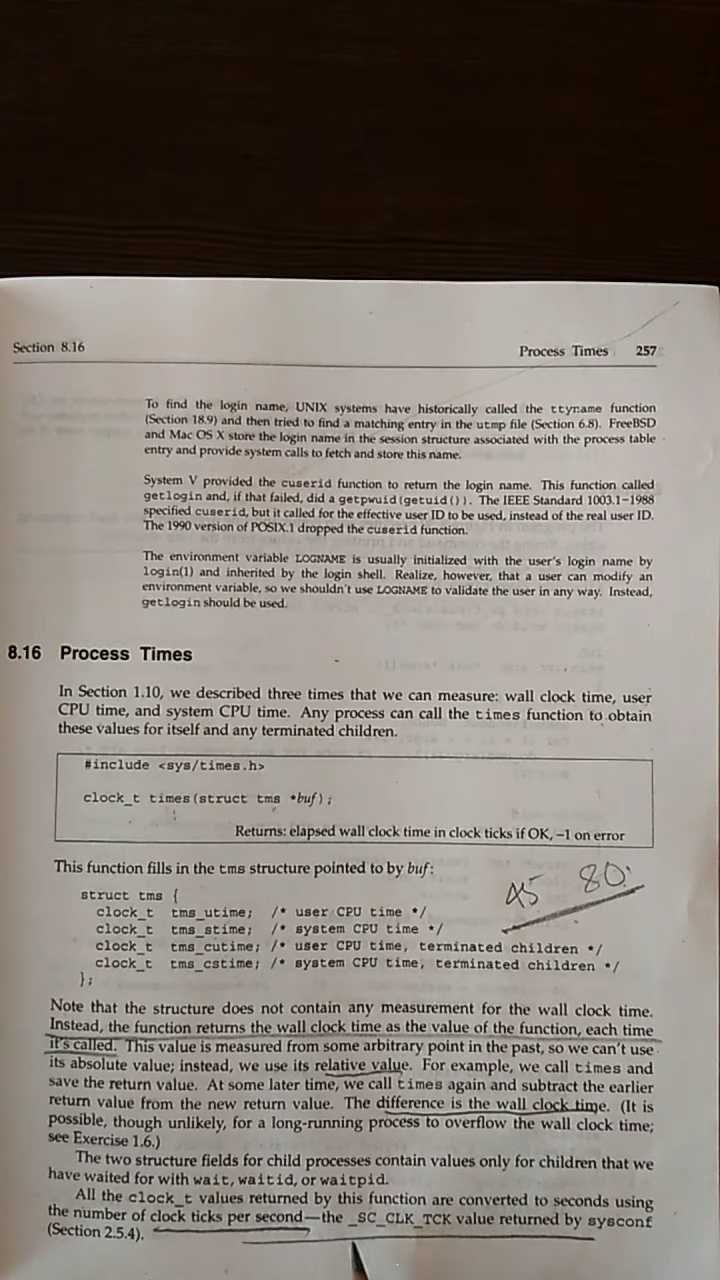 Section 8.16
Process Times 257
To find the login name, UNIX systems have historically called the ttyname function
(Section 18.9) and then tried to find a matching entry in the utmp file (Section 6.8). FreeBSD
and Mac OS X store the login name in the session structure associated with the process table
entry and provide system calls to fetch and store this name.
System V provided the cuserid function to return the login name. This function called
getlogin and, if that failed, did a getpwuid(getuid()). The IEEE Standard 1003.1–1988
specified cuserid, but it called for the effective user ID to be used, instead of the real user ID.
The 1990 version of POSIX.1 dropped the cuserid function.
The environment variable LOGNAME is usually initialized with the user's login name by
login(1) and inherited by the login shell. Realize, however, that a user can modify an
environment variable, so we shouldn't use LOGNAME to validate the user in any way. Instead,
getlogin should be used.
8.16 Process Times
In Section 1.10, we described three times that we can measure: wall clock time, user
CPU time, and system CPU time. Any process can call the times function to obtain
these values for itself and any terminated children.
#include <sys/times.h>
clock_t times(struct tms *buf);
Returns: elapsed wall clock time in clock ticks if OK, –1 on error
This function fills in the tms structure pointed to by buf:
45 80
struct tms {
clock_t tms_utime; /* user CPU time */
clock_t tms_stime; /* system CPU time */
clock_t tms_cutime; /* user CPU time, terminated children */
clock_t tms_cstime; /* system CPU time, terminated children */
};
Note that the structure does not contain any measurement for the wall clock time.
Instead, the function returns the wall clock time as the value of the function, each time
it's called. This value is measured from some arbitrary point in the past, so we can't use
its absolute value; instead, we use its relative value. For example, we call times and
save the return value. At some later time, we call times again and subtract the earlier
return value from the new return value. The difference is the wall clock time. (It is
possible, though unlikely, for a long-running process to overflow the wall clock time;
see Exercise 1.6.)
The two structure fields for child processes contain values only for children that we
have waited for with wait, waitid, or waitpid.
All the clock_t values returned by this function are converted to seconds using
the number of clock ticks per second—the _SC_CLK_TCK value returned by sysconf
(Section 2.5.4).